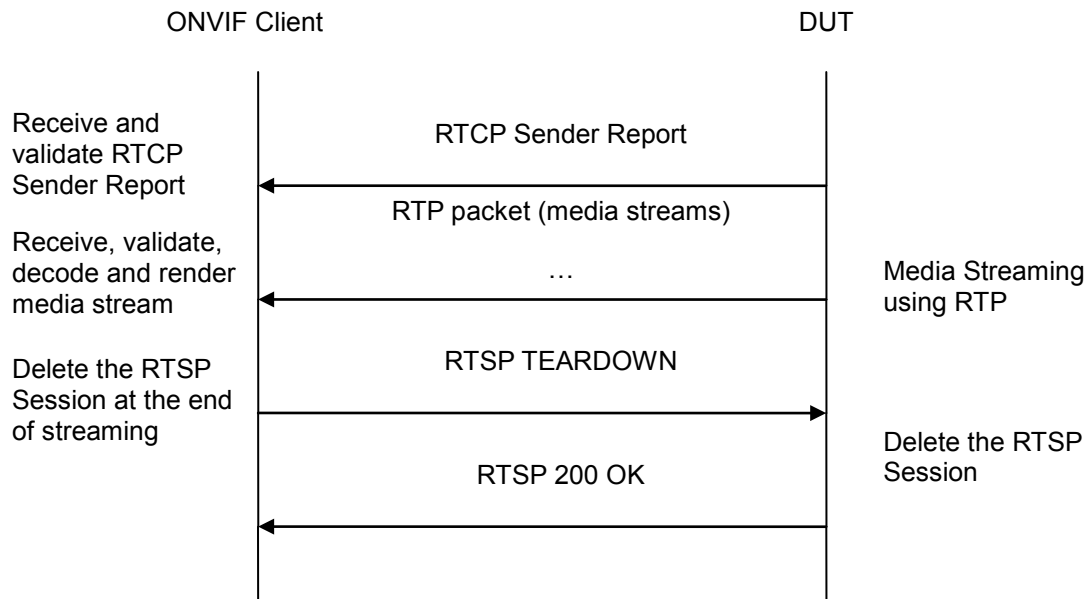 ONVIF Client
DUT
Receive and
validate RTCP
Sender Report
RTCP Sender Report
RTP packet (media streams)
Receive, validate,
decode and render
media stream
…
Media Streaming
using RTP
RTSP TEARDOWN
Delete the RTSP
Session at the end
of streaming
Delete the RTSP
Session
RTSP 200 OK